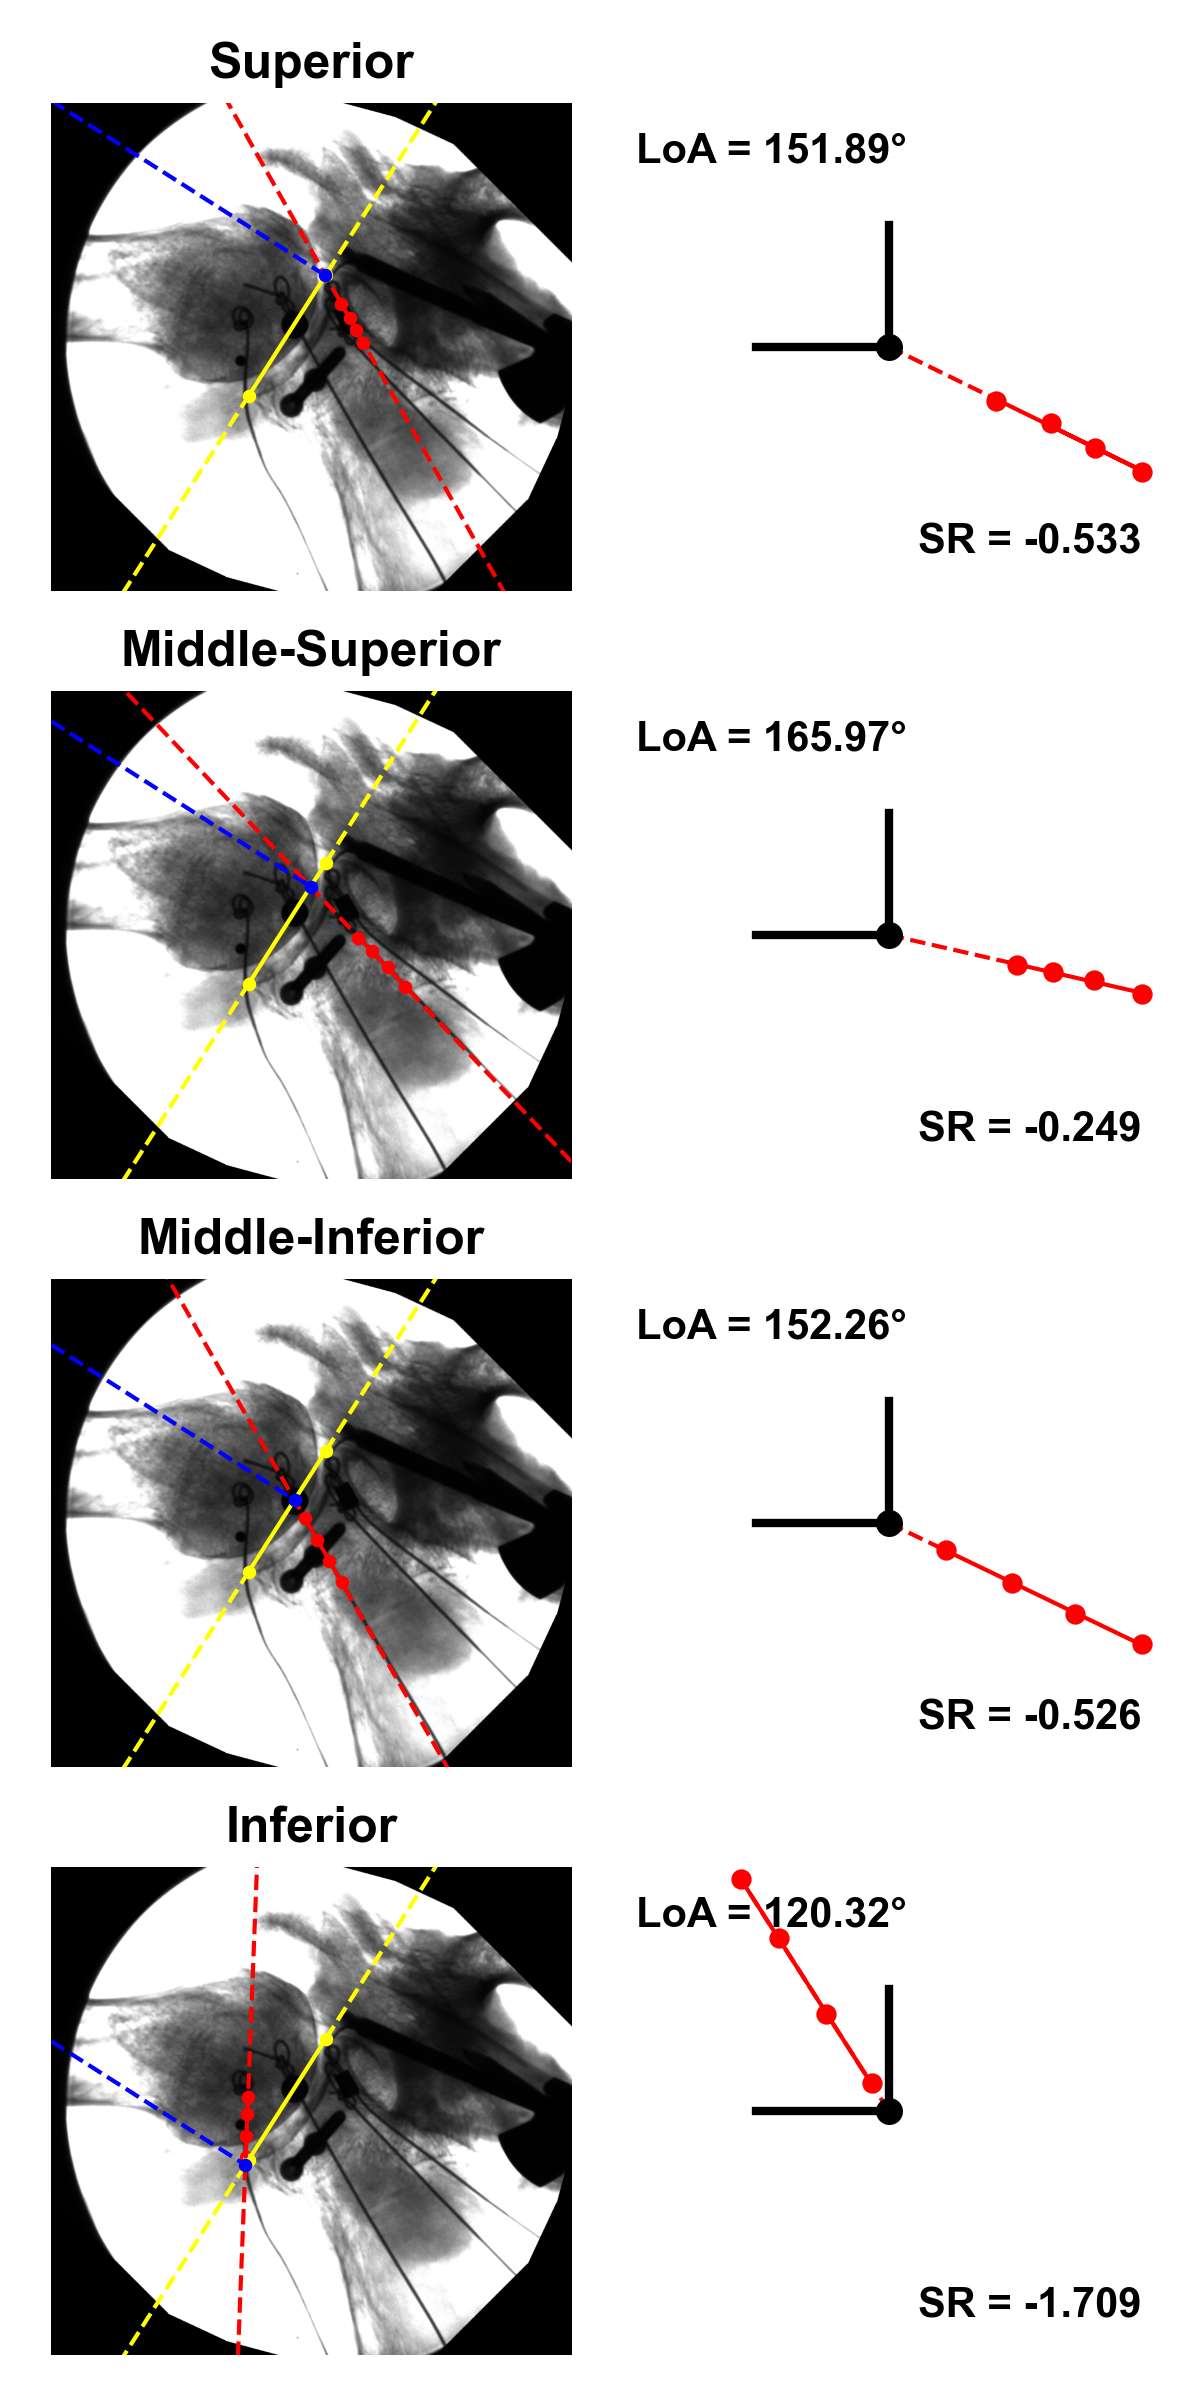 Superior
LoA = 151.89°
SR = -0.533
Middle-Superior
LoA = 165.97°
SR = -0.249
Middle-Inferior
LoA = 152.26°
SR = -0.526
Inferior
LoA = 120.32°
SR = -1.709